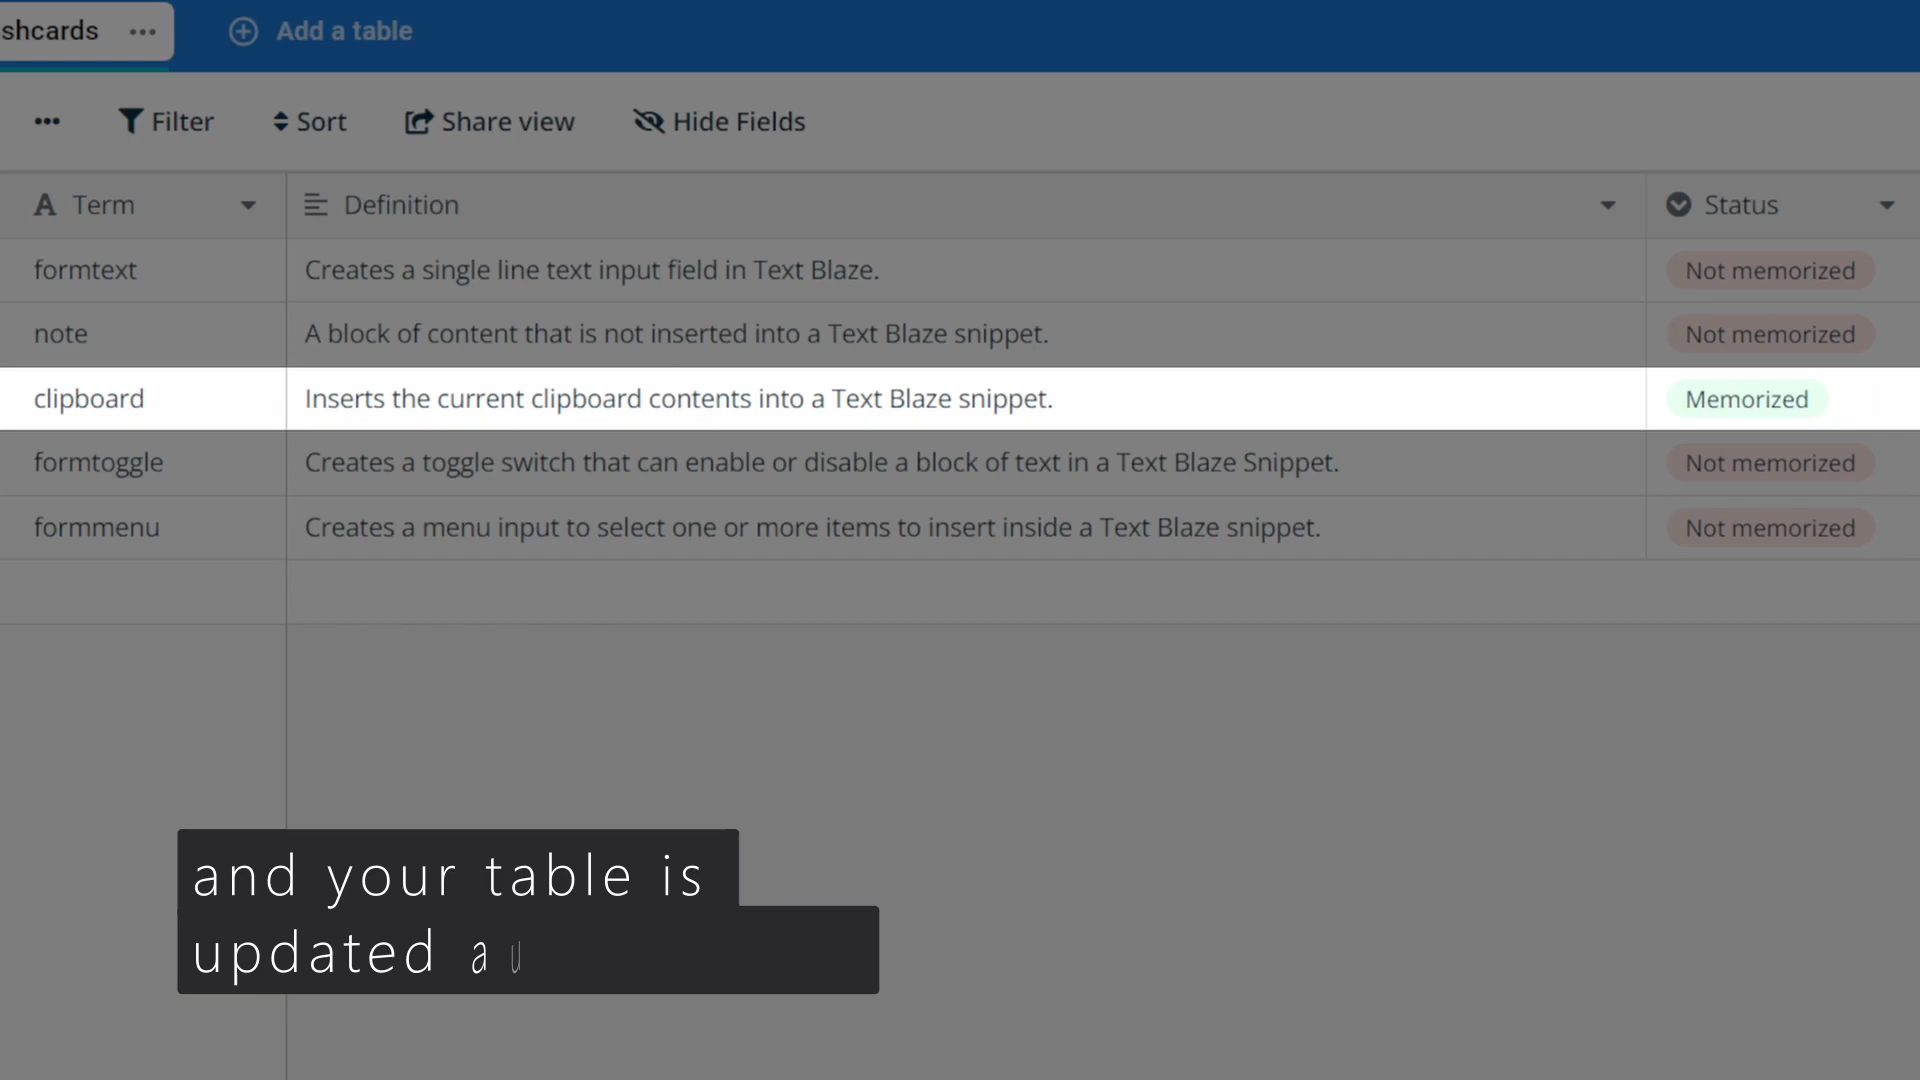 shcards ... Add a table
... Filter Sort Share view Hide Fields
Term Definition Status
formtext Creates a single line text input field in Text Blaze. Not memorized
note A block of content that is not inserted into a Text Blaze snippet. Not memorized
clipboard Inserts the current clipboard contents into a Text Blaze snippet. Memorized
formtoggle Creates a toggle switch that can enable or disable a block of text in a Text Blaze Snippet. Not memorized
formmenu Creates a menu input to select one or more items to insert inside a Text Blaze snippet. Not memorized
and your table is
updated au